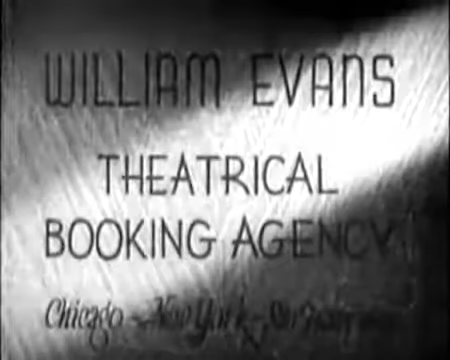 WILLIAM EVANS
THEATRICAL
BOOKING AGENCY
Chicago - New York -